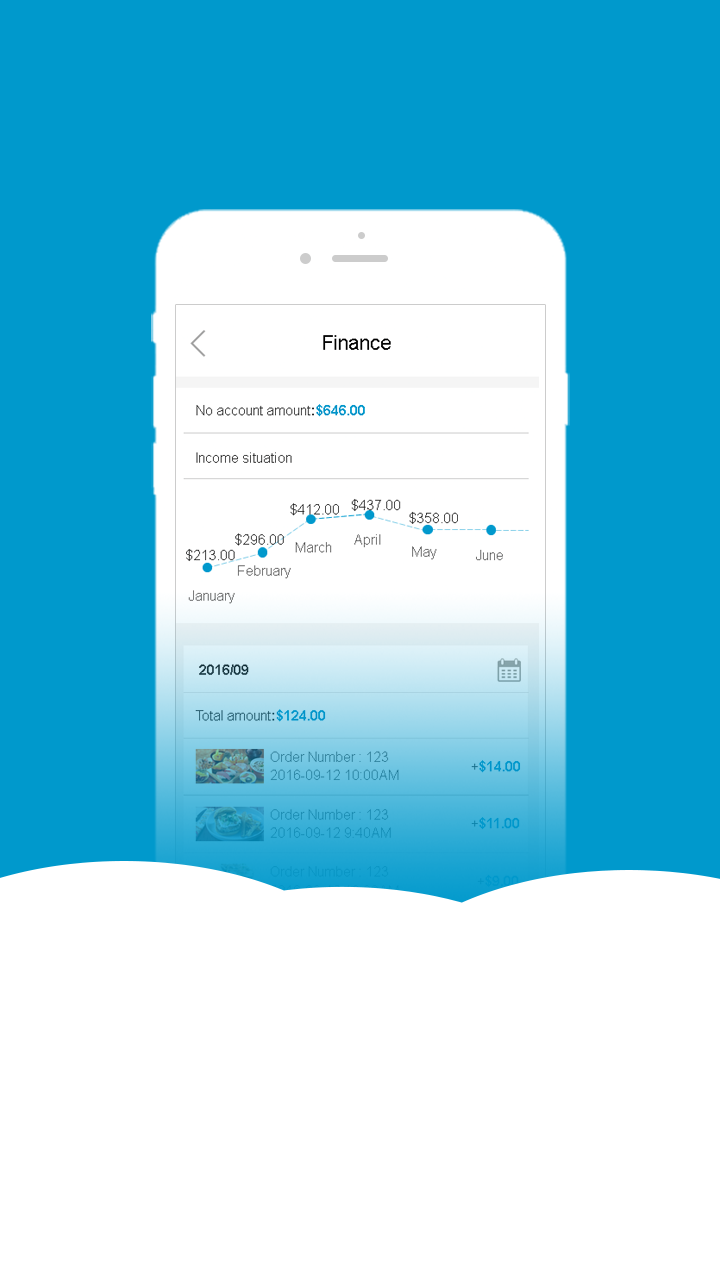 Finance
No account amount:$646.00
Income situation
$412.00 $437.00
$358.00
$296.00
$213.00
March April
May June
February
January
2016/09
Total amount:$124.00
Order Number : 123
2016-09-12 10:00AM
+$14.00
Order Number : 123
2016-09-12 9:40AM
+$11.00
Order Number : 123
+$9.00